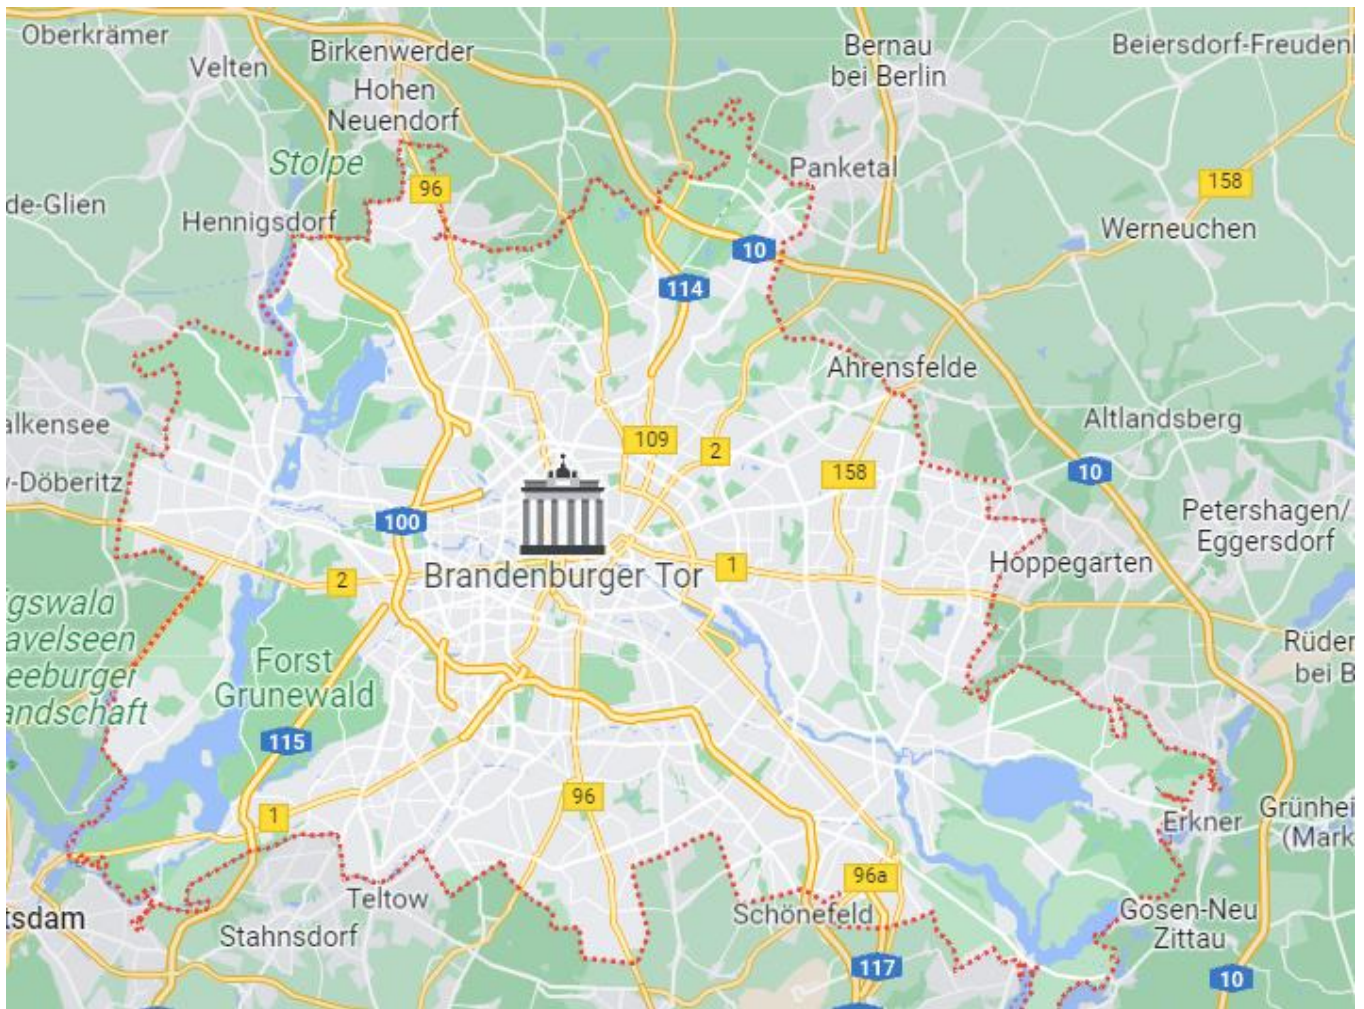 Oberkrämer
Velten
Birkenwerder
Hohen
Neuendorf
Bernau
bei Berlin
Beiersdorf-Freudenl
Stolpe
96
Panketal
158
de-Glien
Hennigsdorf
Werneuchen
10
114
Ahrensfelde
alkensee
Altlandsberg
109
2
158
10
w-Döberitz
100
Petershagen/
Eggersdorf
Brandenburger Tor
1
Hoppegarten
2
igswald
avelseen
eeburger
andschaft
Forst
Grunewald
Rüder
bei B
115
96
1
Erkner
Grünhei
(Mark
96a
Teltow
tsdam
Stahnsdorf
Schönefeld
Gosen-Neu
Zittau
117
10